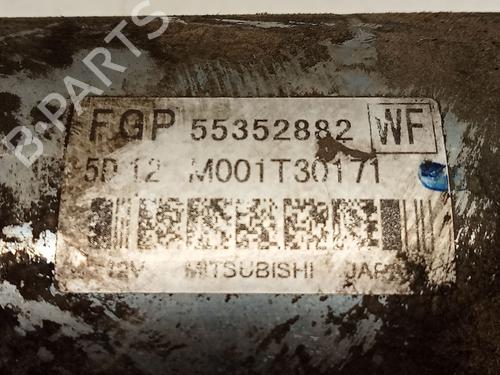 B-PARTS
FGP 55352882 WF
5D 12 M001T30171
12V MITSUBISHI JAPAN